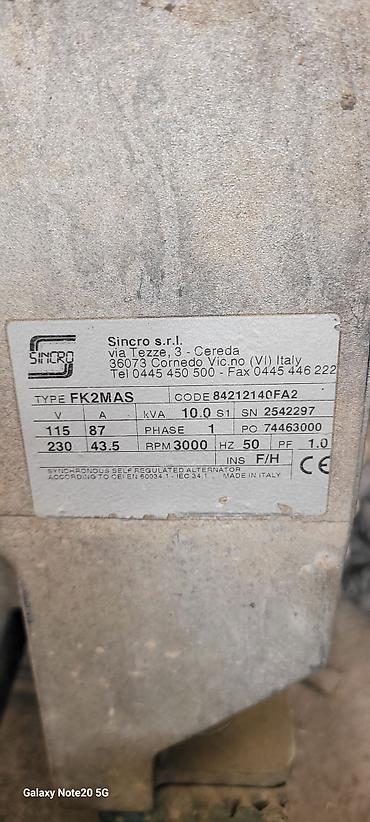 SINCRO
Sincro s.r.l.
via Tezze, 3 - Cereda
36073 Cornedo Vic.no (VI) Italy
Tel 0445 450 500 - Fax 0445 446 222
TYPE FK2MAS CODE 84212140FA2
V A kVA 10.0 S1 SN 2542297
115 87 PHASE 1 PO 74463000
230 43.5 RPM 3000 HZ 50 PF 1.0
INS F/H CE
SYNCHRONOUS SELF REGULATED ALTERNATOR
ACCORDING TO CEI EN 60034.1 - IEC 34.1 MADE IN ITALY
Galaxy Note20 5G